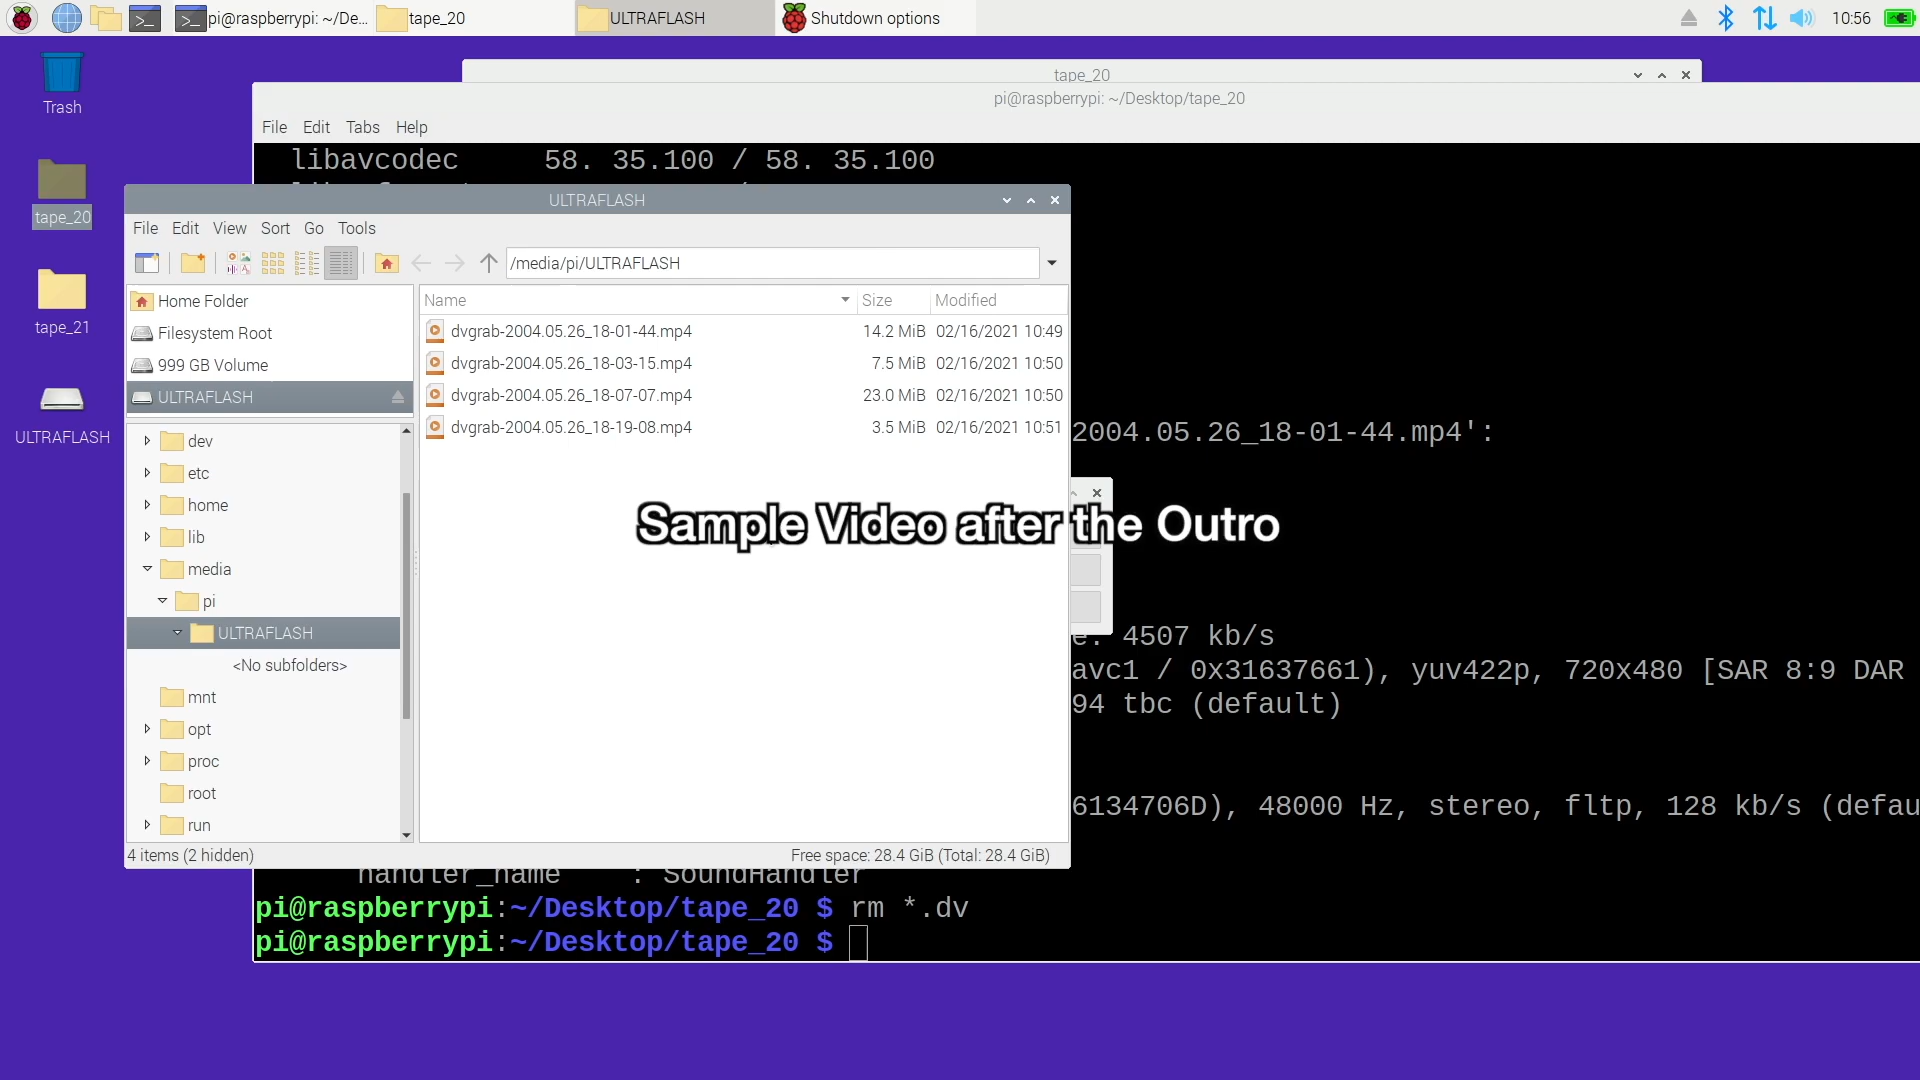 pi@raspberrypi: ~/De...
tape_20
ULTRAFLASH
Shutdown options
10:56
Trash
tape_20
tape_21
ULTRAFLASH
tape_20
pi@raspberrypi: ~/Desktop/tape_20
File Edit Tabs Help
libavcodec 58. 35.100 / 58. 35.100
ULTRAFLASH
File Edit View Sort Go Tools
/media/pi/ULTRAFLASH
Home Folder
Filesystem Root
999 GB Volume
ULTRAFLASH
dev
etc
home
lib
media
pi
ULTRAFLASH
<No subfolders>
mnt
opt
proc
root
run
Name Size Modified
dvgrab-2004.05.26_18-01-44.mp4 14.2 MiB 02/16/2021 10:49
dvgrab-2004.05.26_18-03-15.mp4 7.5 MiB 02/16/2021 10:50
dvgrab-2004.05.26_18-07-07.mp4 23.0 MiB 02/16/2021 10:50
dvgrab-2004.05.26_18-19-08.mp4 3.5 MiB 02/16/2021 10:51
4 items (2 hidden)
Free space: 28.4 GiB (Total: 28.4 GiB)
Sample Video after the Outro
2004.05.26_18-01-44.mp4':
e: 4507 kb/s
avc1 / 0x31637661), yuv422p, 720x480 [SAR 8:9 DAR
94 tbc (default)
6134706D), 48000 Hz, stereo, fltp, 128 kb/s (defau
handler_name : SoundHandler
pi@raspberrypi:~/Desktop/tape_20 $ rm *.dv
pi@raspberrypi:~/Desktop/tape_20 $